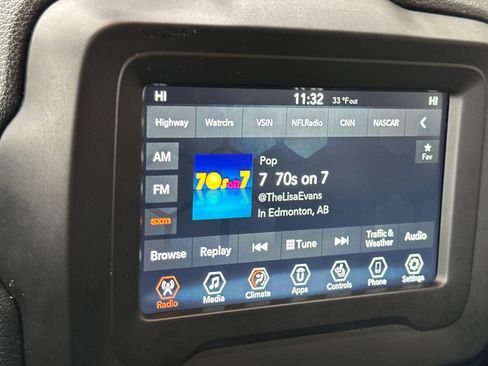 HI 11:32 33 °F out HI
Highway Watrclrs VSiN NFLRadio CNN NASCAR
AM
FM
sxm
70s on 7
Pop
7 70s on 7
@TheLisaEvans
In Edmonton, AB
Fav
Browse Replay Tune Traffic & Weather Audio
Radio Media Climate Apps Controls Phone Settings